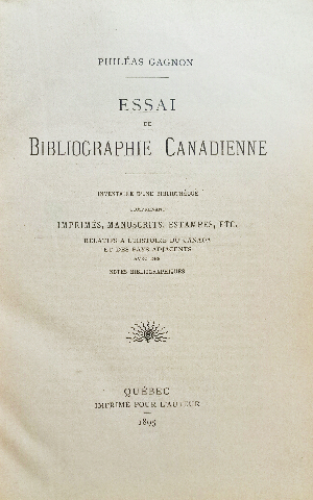 PHILÉAS GAGNON
ESSAI
DE
BIBLIOGRAPHIE CANADIENNE
INVENTAIRE D'UNE BIBLIOTHÈQUE
COMPRENANT
IMPRIMÉS, MANUSCRITS, ESTAMPES, ETC.
RELATIFS À L'HISTOIRE DU CANADA
ET DES PAYS ADJACENTS
AVEC DES
NOTES BIBLIOGRAPHIQUES
QUÉBEC
IMPRIMÉ POUR L'AUTEUR
1895